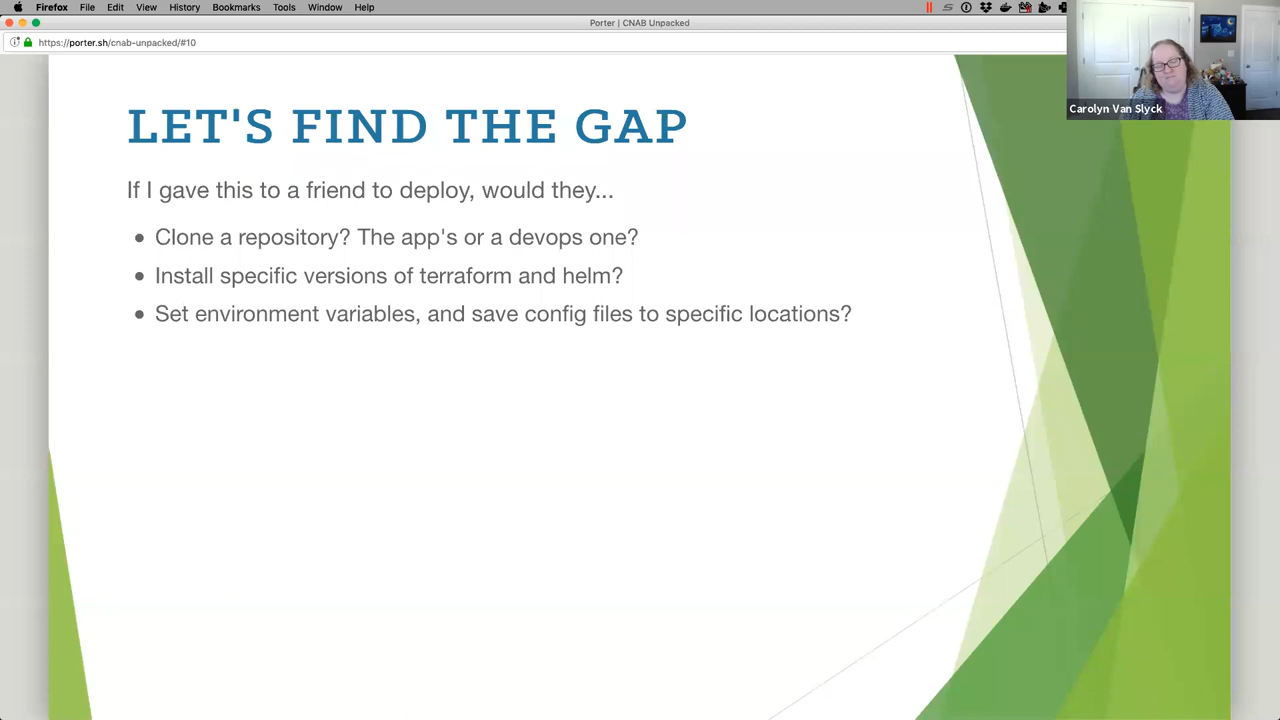 Firefox File Edit View History Bookmarks Tools Window Help
Porter | CNAB Unpacked
https://porter.sh/cnab-unpacked/#10
Carolyn Van Slyck
LET'S FIND THE GAP
If I gave this to a friend to deploy, would they...
• Clone a repository? The app's or a devops one?
• Install specific versions of terraform and helm?
• Set environment variables, and save config files to specific locations?